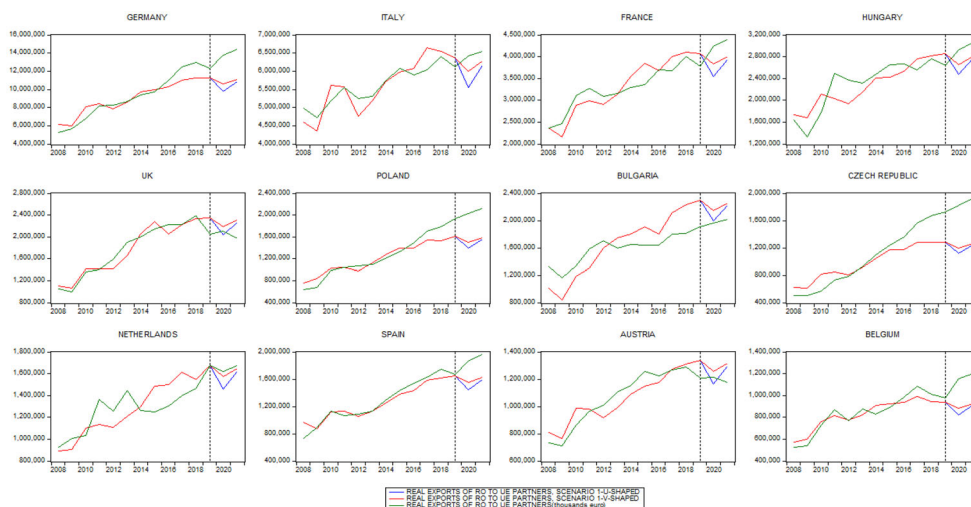 GERMANY
16,000,000
14,000,000
12,000,000
10,000,000
8,000,000
6,000,000
4,000,000
2008 2010 2012 2014 2016 2018 2020
ITALY
7,000,000
6,500,000
6,000,000
5,500,000
5,000,000
4,500,000
4,000,000
2008 2010 2012 2014 2016 2018 2020
FRANCE
4,500,000
4,000,000
3,500,000
3,000,000
2,500,000
2,000,000
2008 2010 2012 2014 2016 2018 2020
HUNGARY
3,200,000
2,800,000
2,400,000
2,000,000
1,600,000
1,200,000
2008 2010 2012 2014 2016 2018 2020
UK
2,800,000
2,400,000
2,000,000
1,600,000
1,200,000
800,000
2008 2010 2012 2014 2016 2018 2020
POLAND
2,400,000
2,000,000
1,600,000
1,200,000
800,000
400,000
2008 2010 2012 2014 2016 2018 2020
BULGARIA
2,400,000
2,000,000
1,600,000
1,200,000
800,000
2008 2010 2012 2014 2016 2018 2020
CZECH REPUBLIC
2,000,000
1,600,000
1,200,000
800,000
400,000
2008 2010 2012 2014 2016 2018 2020
NETHERLANDS
1,800,000
1,600,000
1,400,000
1,200,000
1,000,000
800,000
2008 2010 2012 2014 2016 2018 2020
SPAIN
2,000,000
1,600,000
1,200,000
800,000
400,000
2008 2010 2012 2014 2016 2018 2020
AUSTRIA
1,400,000
1,200,000
1,000,000
800,000
600,000
2008 2010 2012 2014 2016 2018 2020
BELGIUM
1,400,000
1,200,000
1,000,000
800,000
600,000
400,000
2008 2010 2012 2014 2016 2018 2020
REAL EXPORTS OF RO TO UE PARTNERS, SCENARIO 1-U-SHAPED
REAL EXPORTS OF RO TO UE PARTNERS, SCENARIO 1-V-SHAPED
REAL EXPORTS OF RO TO UE PARTNERS(thousands euro)